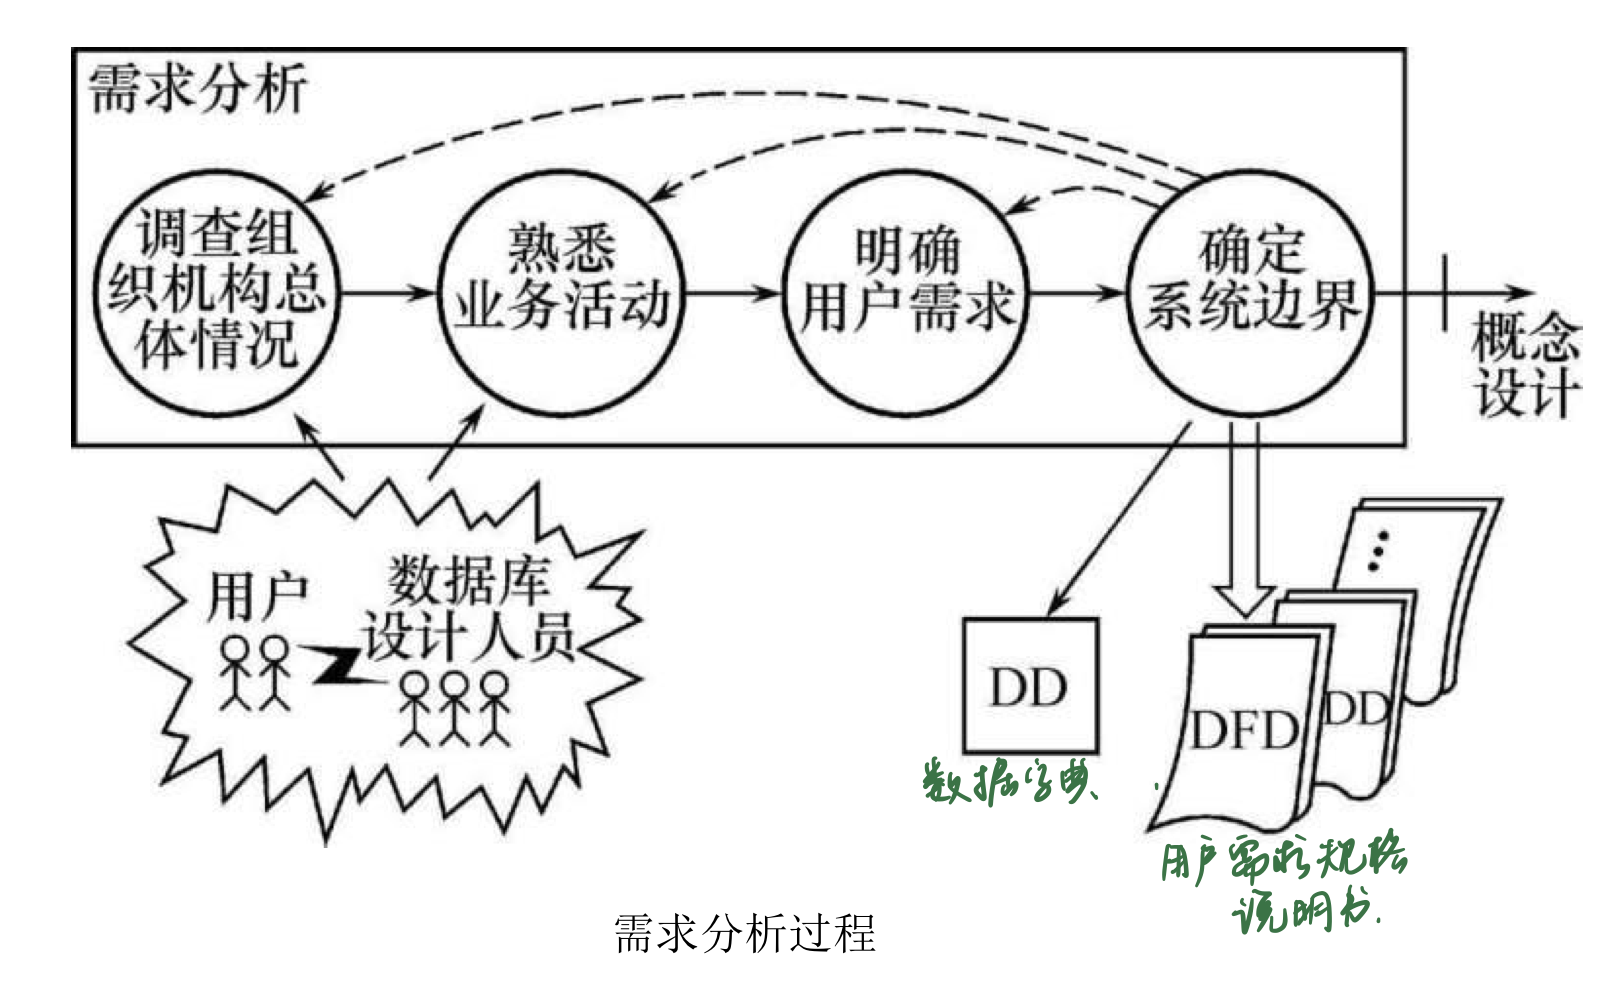 需求分析
调查组
织机构总
体情况
熟悉
业务活动
明确
用户需求
确定
系统边界
概念
设计
用户
数据库
设计人员
DD
DFD
DD
数据字典、
用户需求规格
说明书.
需求分析过程